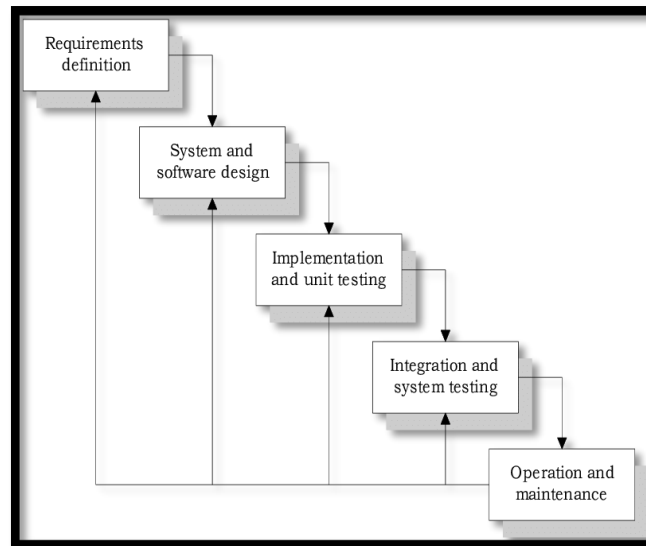 Requirements
definition
System and
software design
Implementation
and unit testing
Integration and
system testing
Operation and
maintenance